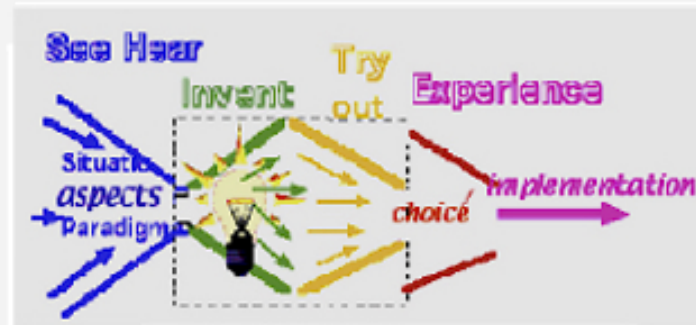 See Hear
Invent
Try
out
Experience
Situatio
aspects
Paradigm
choice
implementation